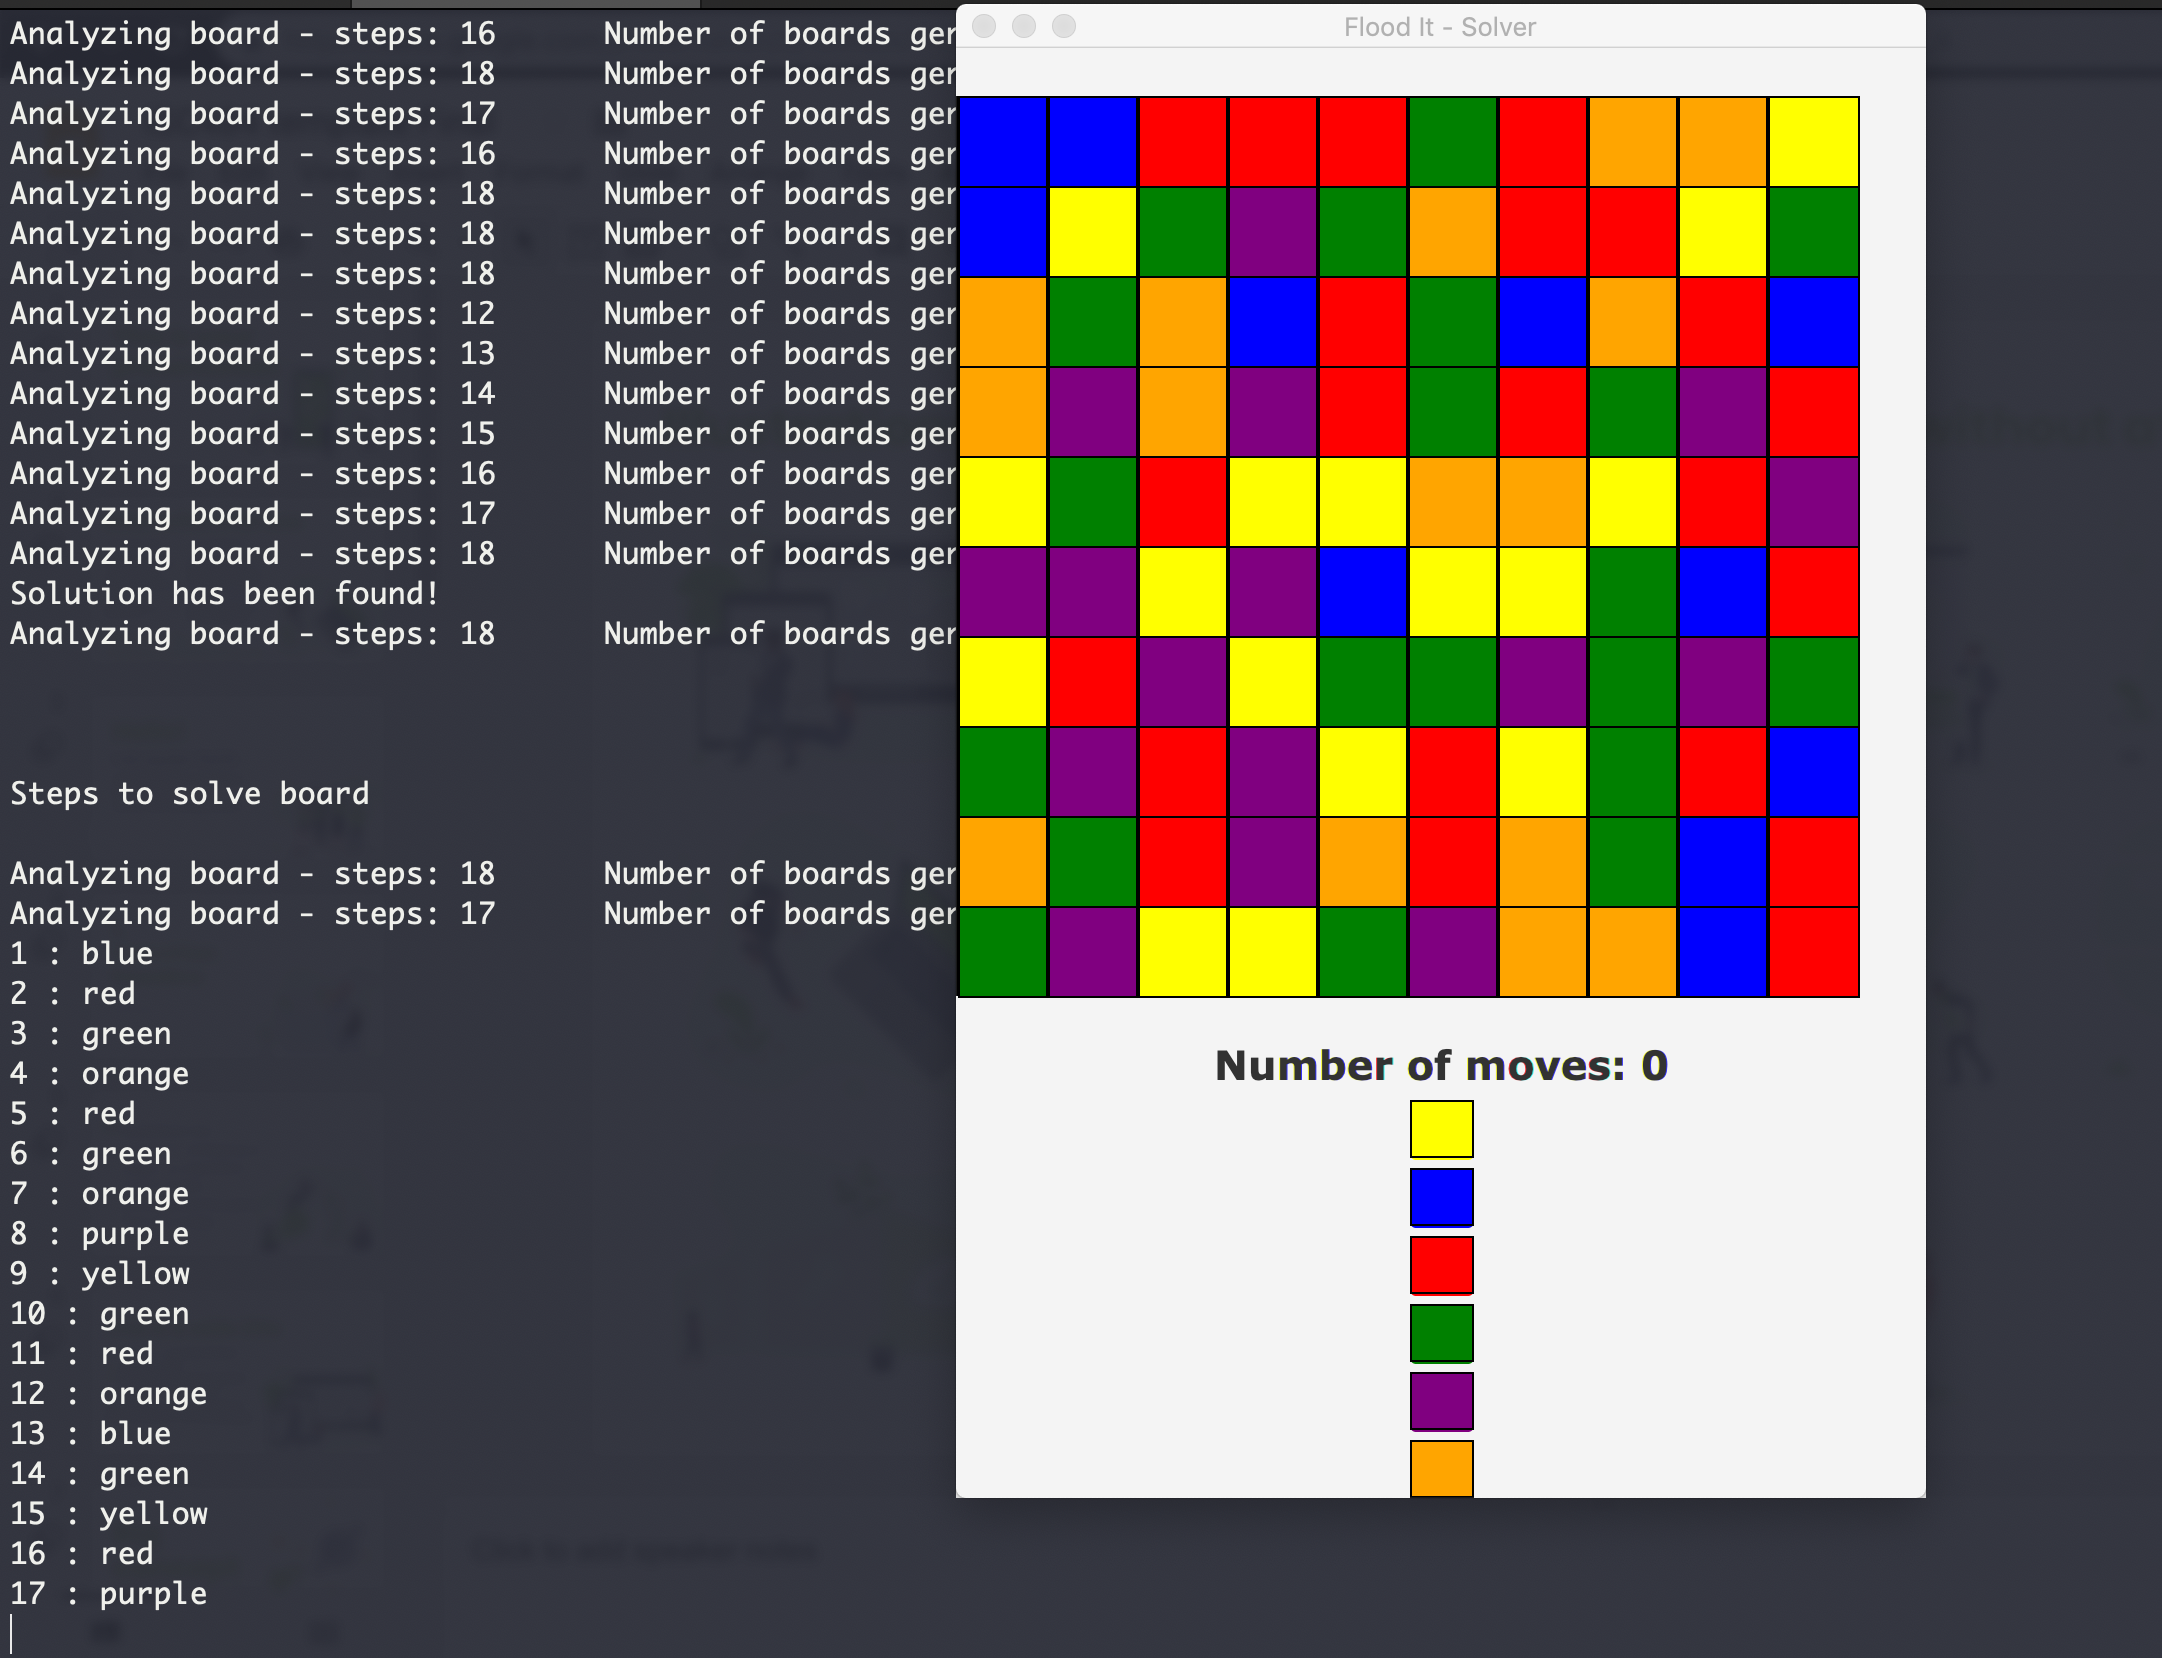 Analyzing board - steps: 16 Number of boards ger
Analyzing board - steps: 18 Number of boards ger
Analyzing board - steps: 17 Number of boards ger
Analyzing board - steps: 16 Number of boards ger
Analyzing board - steps: 18 Number of boards ger
Analyzing board - steps: 18 Number of boards ger
Analyzing board - steps: 18 Number of boards ger
Analyzing board - steps: 12 Number of boards ger
Analyzing board - steps: 13 Number of boards ger
Analyzing board - steps: 14 Number of boards ger
Analyzing board - steps: 15 Number of boards ger
Analyzing board - steps: 16 Number of boards ger
Analyzing board - steps: 17 Number of boards ger
Analyzing board - steps: 18 Number of boards ger
Solution has been found!
Analyzing board - steps: 18 Number of boards ger
Steps to solve board
Analyzing board - steps: 18 Number of boards ger
Analyzing board - steps: 17 Number of boards ger
1 : blue
2 : red
3 : green
4 : orange
5 : red
6 : green
7 : orange
8 : purple
9 : yellow
10 : green
11 : red
12 : orange
13 : blue
14 : green
15 : yellow
16 : red
17 : purple
Flood It - Solver
Number of moves: 0